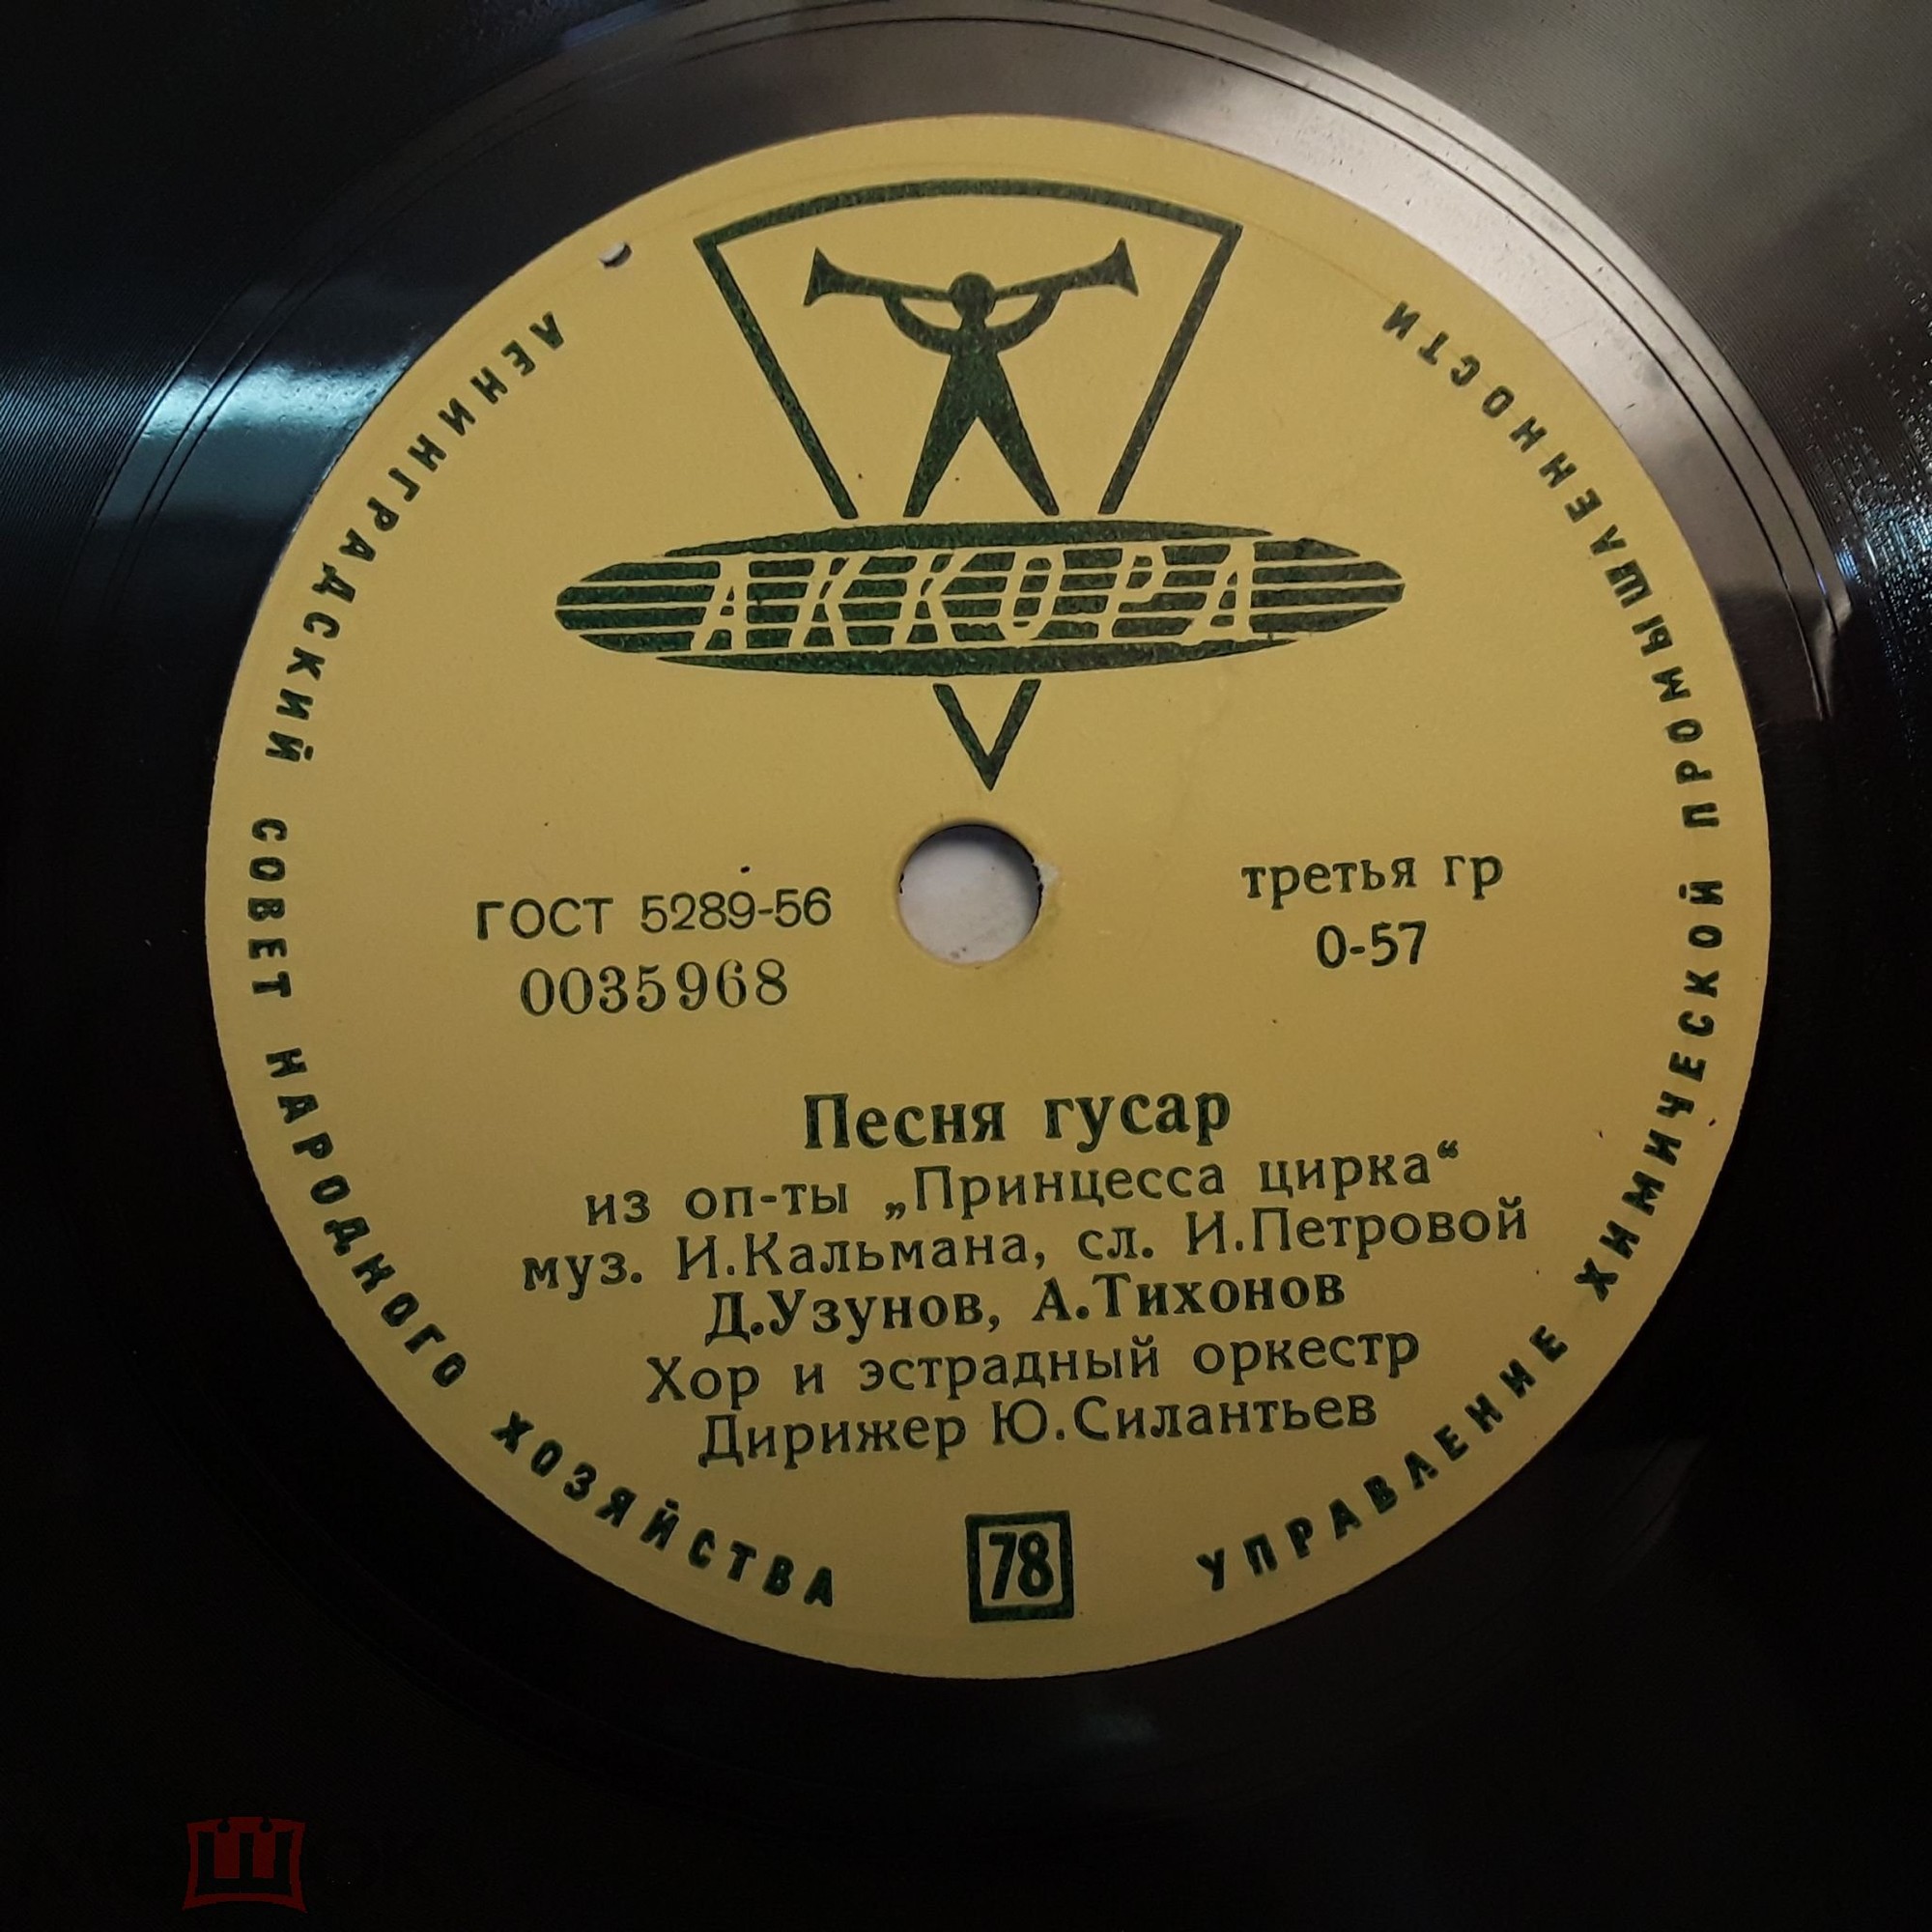 АККОРД
ЛЕНИНГРАДСКИЙ СОВЕТ НАРОДНОГО ХОЗЯЙСТВА
УПРАВЛЕНИЕ ХИМИЧЕСКОЙ ПРОМЫШЛЕННОСТИ
ГОСТ 5289-56
0035968
третья гр
0-57
Песня гусар
из оп-ты „Принцесса цирка“
муз. И.Кальмана, сл. И.Петровой
Д.Узунов, А.Тихонов
Хор и эстрадный оркестр
Дирижер Ю.Силантьев
78
Ш